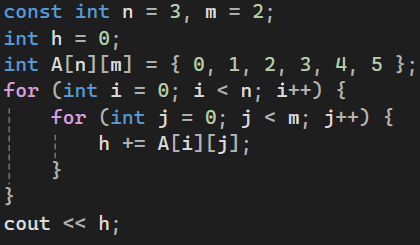 const int n = 3, m = 2;
int h = 0;
int A[n][m] = { 0, 1, 2, 3, 4, 5 };
for (int i = 0; i < n; i++) {
    for (int j = 0; j < m; j++) {
        h += A[i][j];
    }
}
cout << h;